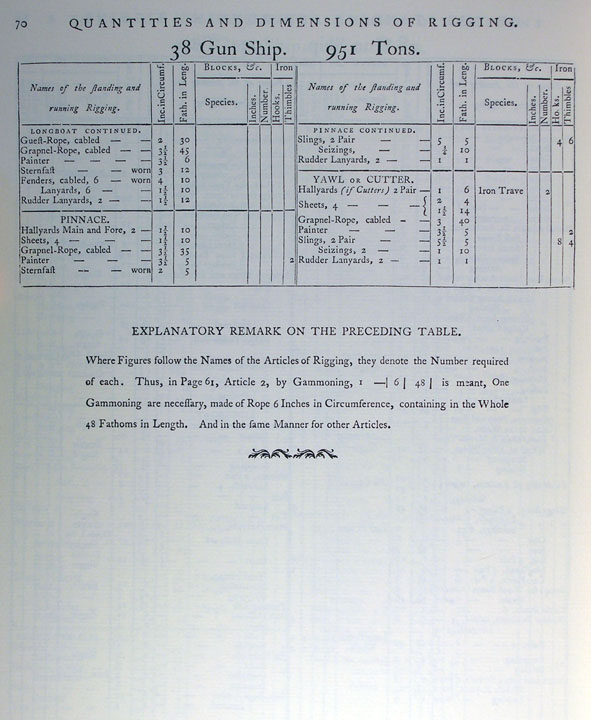 70 QUANTITIES AND DIMENSIONS OF RIGGING.
38 Gun Ship. 951 Tons.
Names of the ſtanding and running Rigging. Inc.inCircumf. Fath. in Leng Blocks, &c. Species. Inches. Number. Iron Hooks. Thimbles
LONGBOAT CONTINUED.
Gueſt-Rope, cabled — — 2 30
Grapnel-Rope, cabled — — 3½ 45
Painter — — — 3½ 6
Sternfaſt — — worn 3 12
Fenders, cabled, 6 — worn 4 10
Lanyards, 6 — — 1½ 10
Rudder Lanyards, 2 — — 1½ 12
PINNACE.
Hallyards Main and Fore, 2 — 1½ 10
Sheets, 4 — — — 1½ 10
Grapnel-Rope, cabled — — 3½ 35
Painter — — — 3½ 5 2
Sternfaſt — — worn 2 5
Names of the ſtanding and running Rigging. Inc.inCircumf. Fath. in Leng Blocks, &c. Species. Inches. Number. Iron Ho.ks. Thimbles
PINNACE CONTINUED.
Slings, 2 Pair — — 5 5 4 6
Seizings, — — 10
Rudder Lanyards, 2 — — 1 1
YAWL OR CUTTER.
Hallyards (if Cutters) 2 Pair — 1 6 Iron Trave 2
Sheets, 4 — — { 2 4
1½ 14
Grapnel-Rope, cabled - — 3 40
Painter — — — 3½ 5 2
Slings, 2 Pair — — 5½ 5 8 4
Seizings, 2 — — 1 10
Rudder Lanyards, 2 — — 1 1
EXPLANATORY REMARK ON THE PRECEDING TABLE.
Where Figures follow the Names of the Articles of Rigging, they denote the Number required
of each. Thus, in Page 61, Article 2, by Gammoning, 1 —| 6 | 48 | is meant, One
Gammoning are neceſſary, made of Rope 6 Inches in Circumference, containing in the Whole
48 Fathoms in Length. And in the ſame Manner for other Articles.